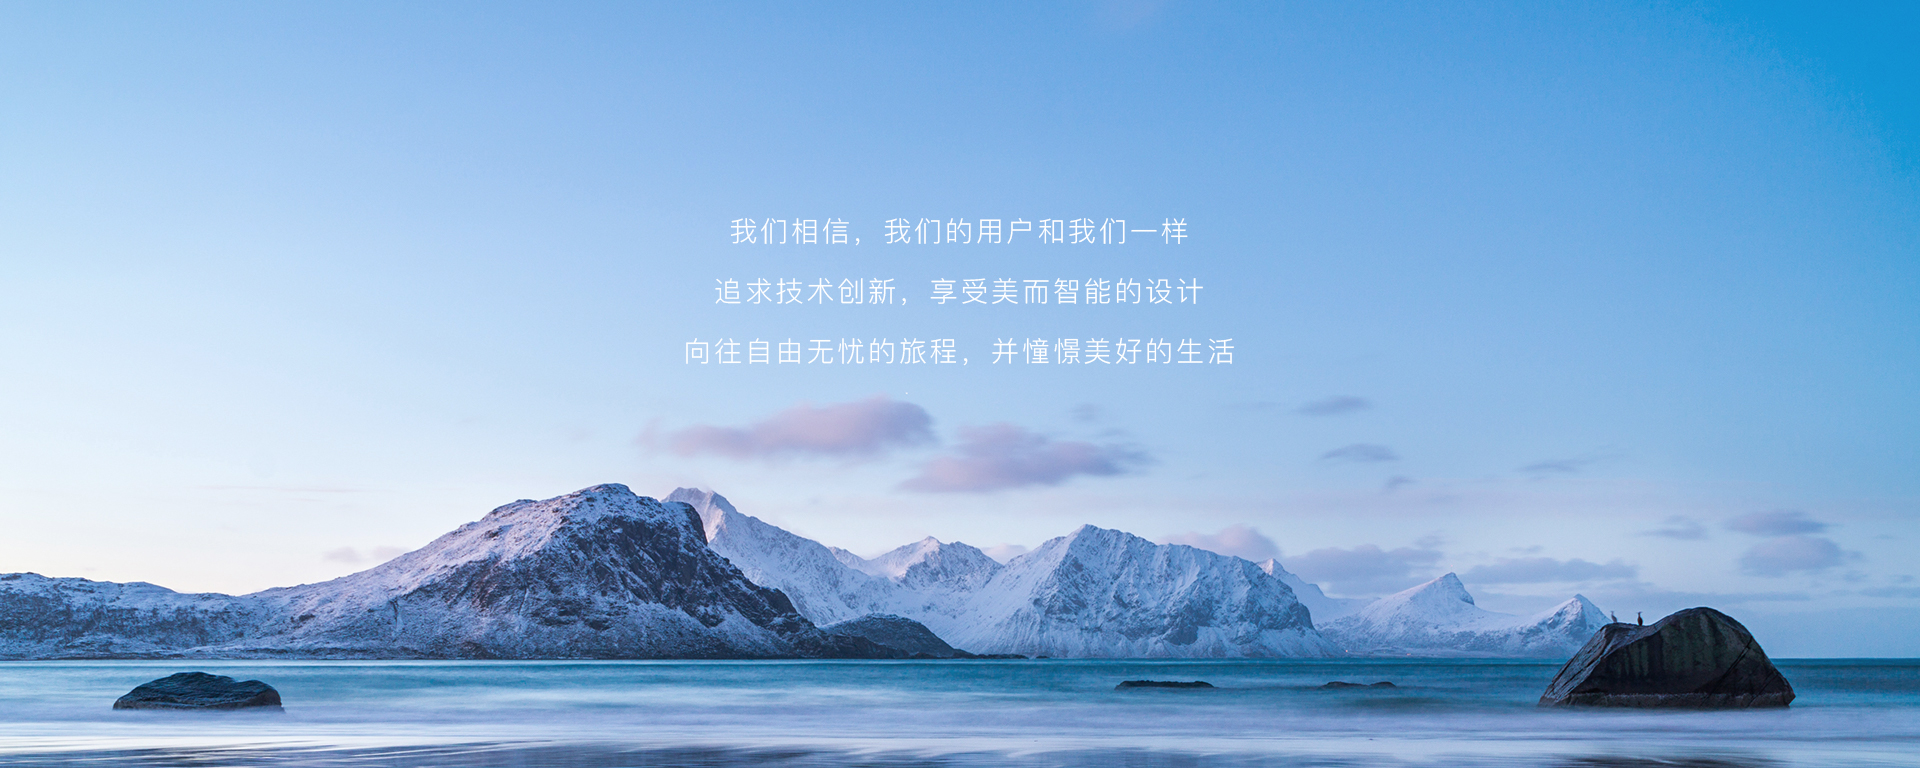 我们相信，我们的用户和我们一样
追求技术创新，享受美而智能的设计
向往自由无忧的旅程，并憧憬美好的生活